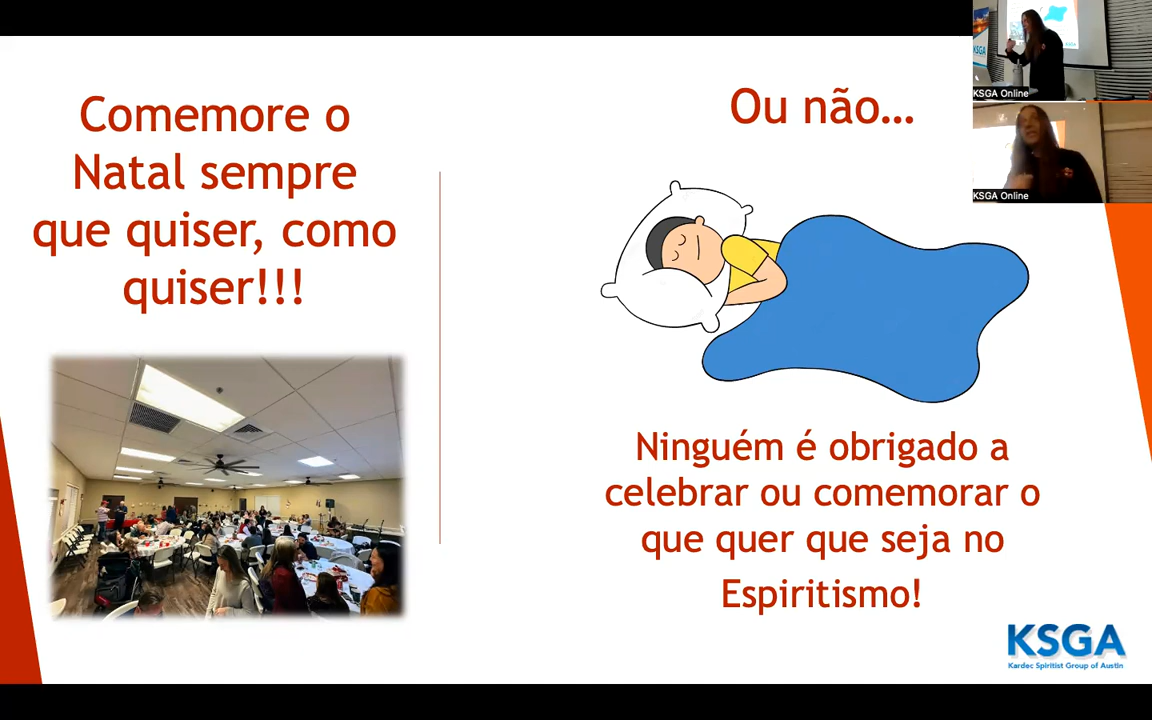 Comemore o
Natal sempre
que quiser, como
quiser!!!
Ou não...
Ninguém é obrigado a
celebrar ou comemorar o
que quer que seja no
Espiritismo!
KSGA
Kardec Spiritist Group of Austin
KSGA
KSGA Online
KSGA Online